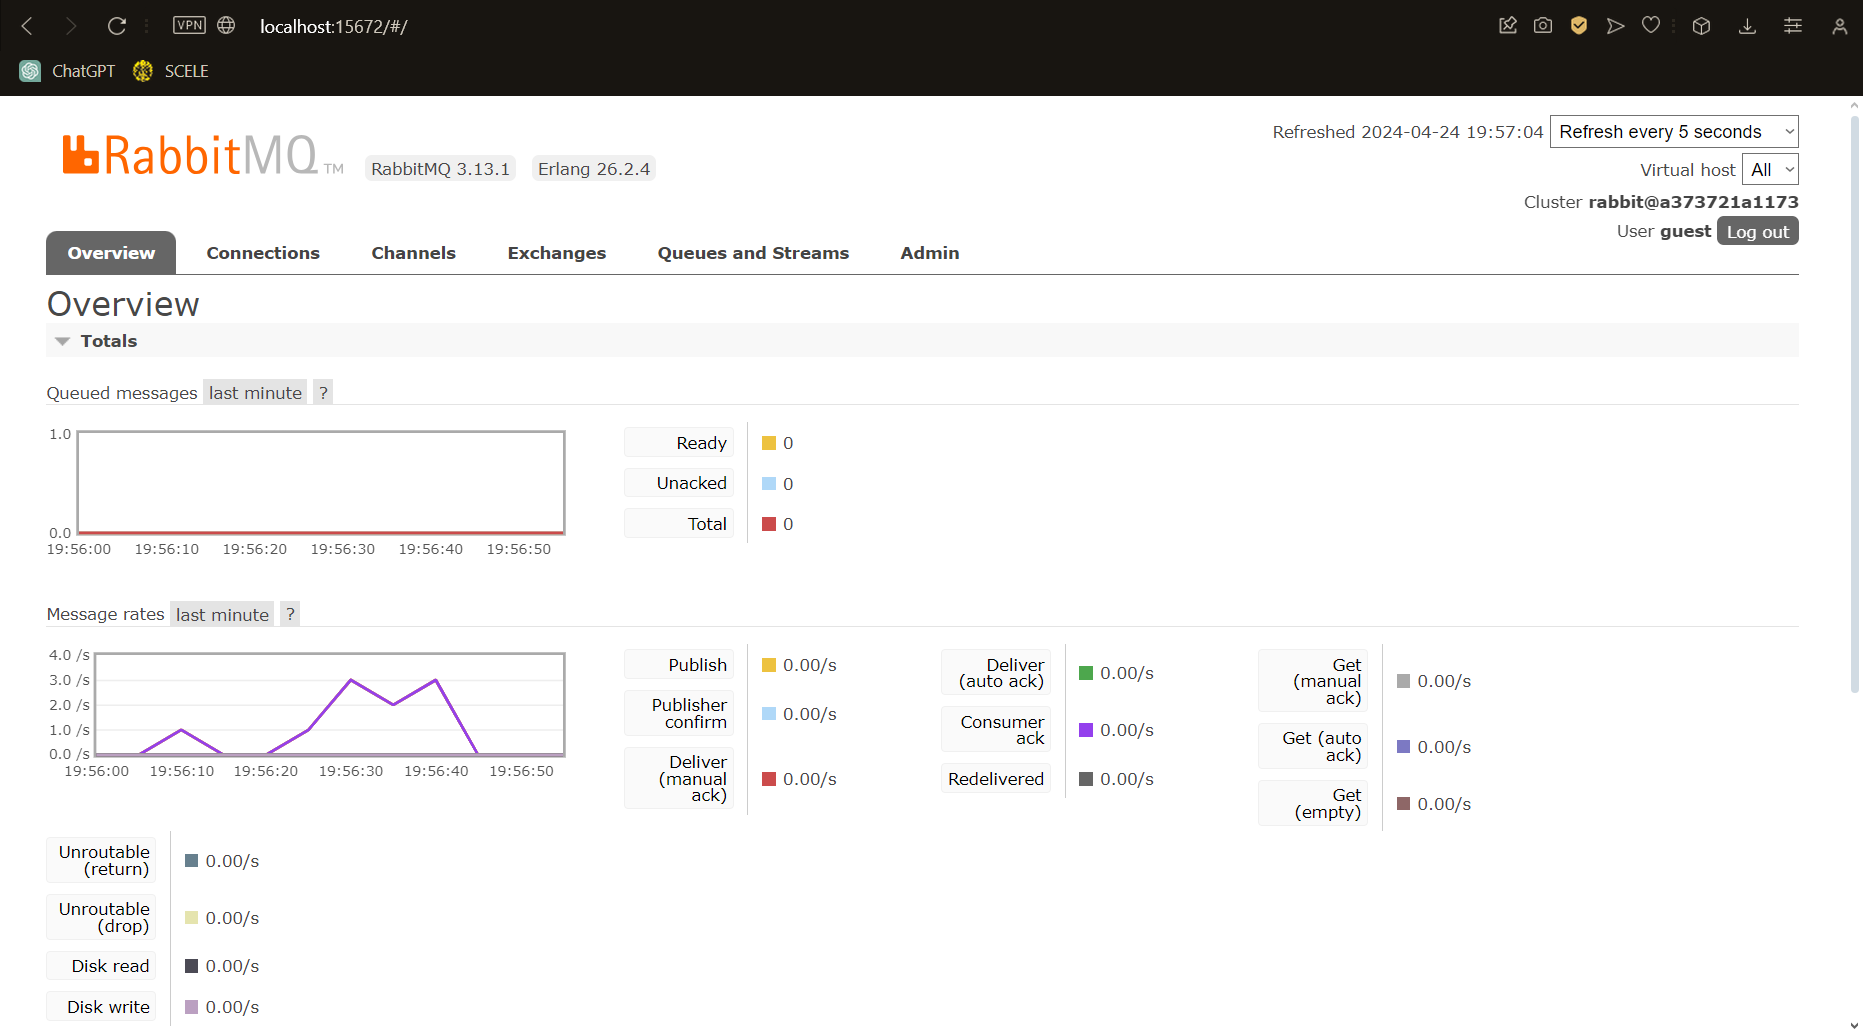 VPN localhost:15672/#/
ChatGPT SCELE
Refreshed 2024-04-24 19:57:04 Refresh every 5 seconds
RabbitMQ TM RabbitMQ 3.13.1 Erlang 26.2.4
Virtual host All
Cluster rabbit@a373721a1173
User guest Log out
Overview Connections Channels Exchanges Queues and Streams Admin
Overview
Totals
Queued messages last minute ?
1.0
0.0
19:56:00 19:56:10 19:56:20 19:56:30 19:56:40 19:56:50
Ready 0
Unacked 0
Total 0
Message rates last minute ?
4.0 /s
3.0 /s
2.0 /s
1.0 /s
0.0 /s
19:56:00 19:56:10 19:56:20 19:56:30 19:56:40 19:56:50
Publish 0.00/s
Publisher
confirm 0.00/s
Deliver
(manual
ack) 0.00/s
Deliver
(auto ack) 0.00/s
Consumer
ack 0.00/s
Redelivered 0.00/s
Get
(manual
ack) 0.00/s
Get (auto
ack) 0.00/s
Get
(empty) 0.00/s
Unroutable
(return) 0.00/s
Unroutable
(drop) 0.00/s
Disk read 0.00/s
Disk write 0.00/s